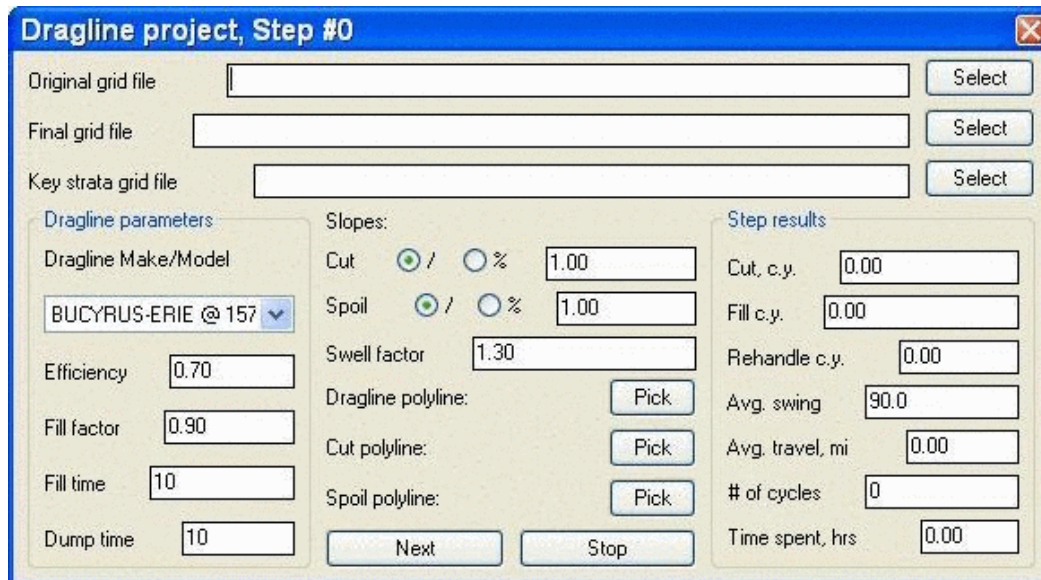 Dragline project, Step #0
Original grid file
Select
Final grid file
Select
Key strata grid file
Select
Dragline parameters
Dragline Make/Model
BUCYRUS-ERIE @ 157
Efficiency 0.70
Fill factor 0.90
Fill time 10
Dump time 10
Slopes:
Cut / % 1.00
Spoil / % 1.00
Swell factor 1.30
Dragline polyline: Pick
Cut polyline: Pick
Spoil polyline: Pick
Next Stop
Step results
Cut, c.y. 0.00
Fill c.y. 0.00
Rehandle c.y. 0.00
Avg. swing 90.0
Avg. travel, mi 0.00
# of cycles 0
Time spent, hrs 0.00